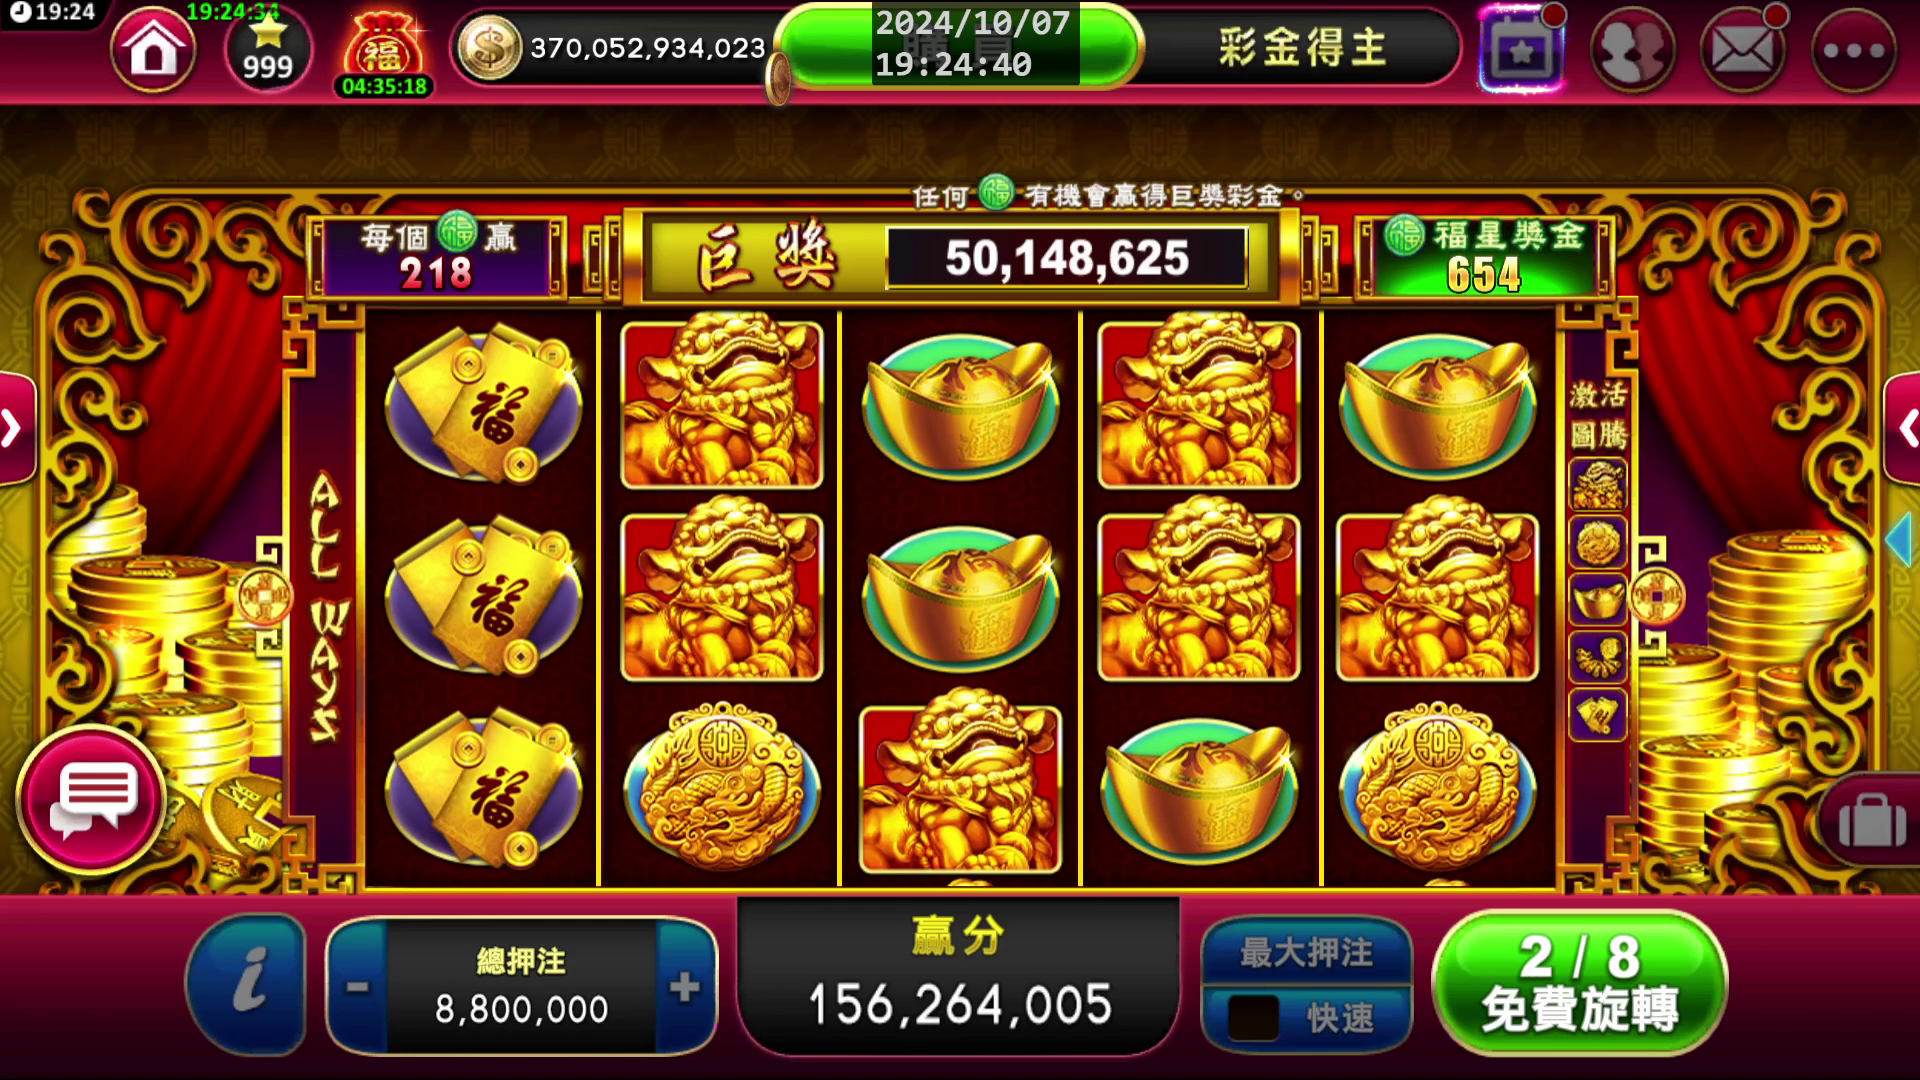 19:24
19:24:34
999
福
04:35:18
370,052,934,023
2024/10/07
19:24:40
彩金得主
任何 福 有機會贏得巨獎彩金。
每個 福 贏
218
巨獎
50,148,625
福 福星獎金
654
ALL WAYS
激活
圖騰
福
福
福
總押注
8,800,000
贏分
156,264,005
最大押注
快速
2 / 8
免費旋轉